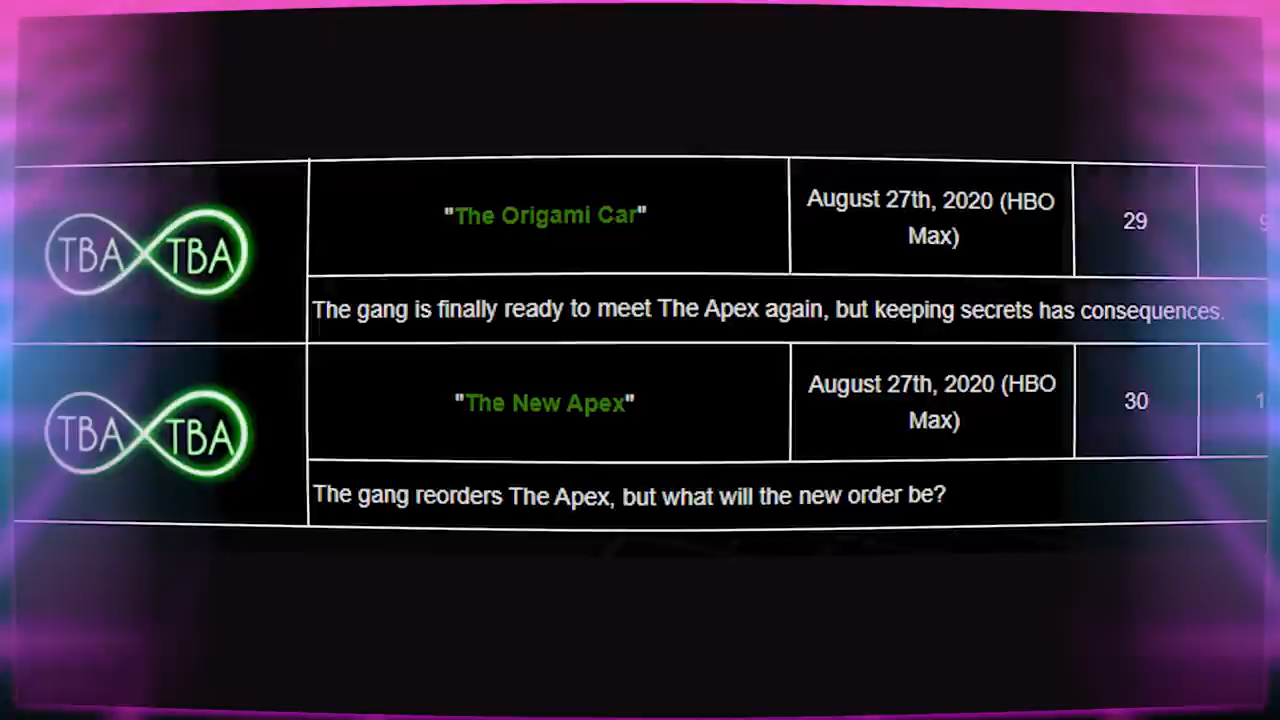 TBA TBA
"The Origami Car"
August 27th, 2020 (HBO
Max)
29
The gang is finally ready to meet The Apex again, but keeping secrets has consequences.
TBA TBA
"The New Apex"
August 27th, 2020 (HBO
Max)
30
The gang reorders The Apex, but what will the new order be?